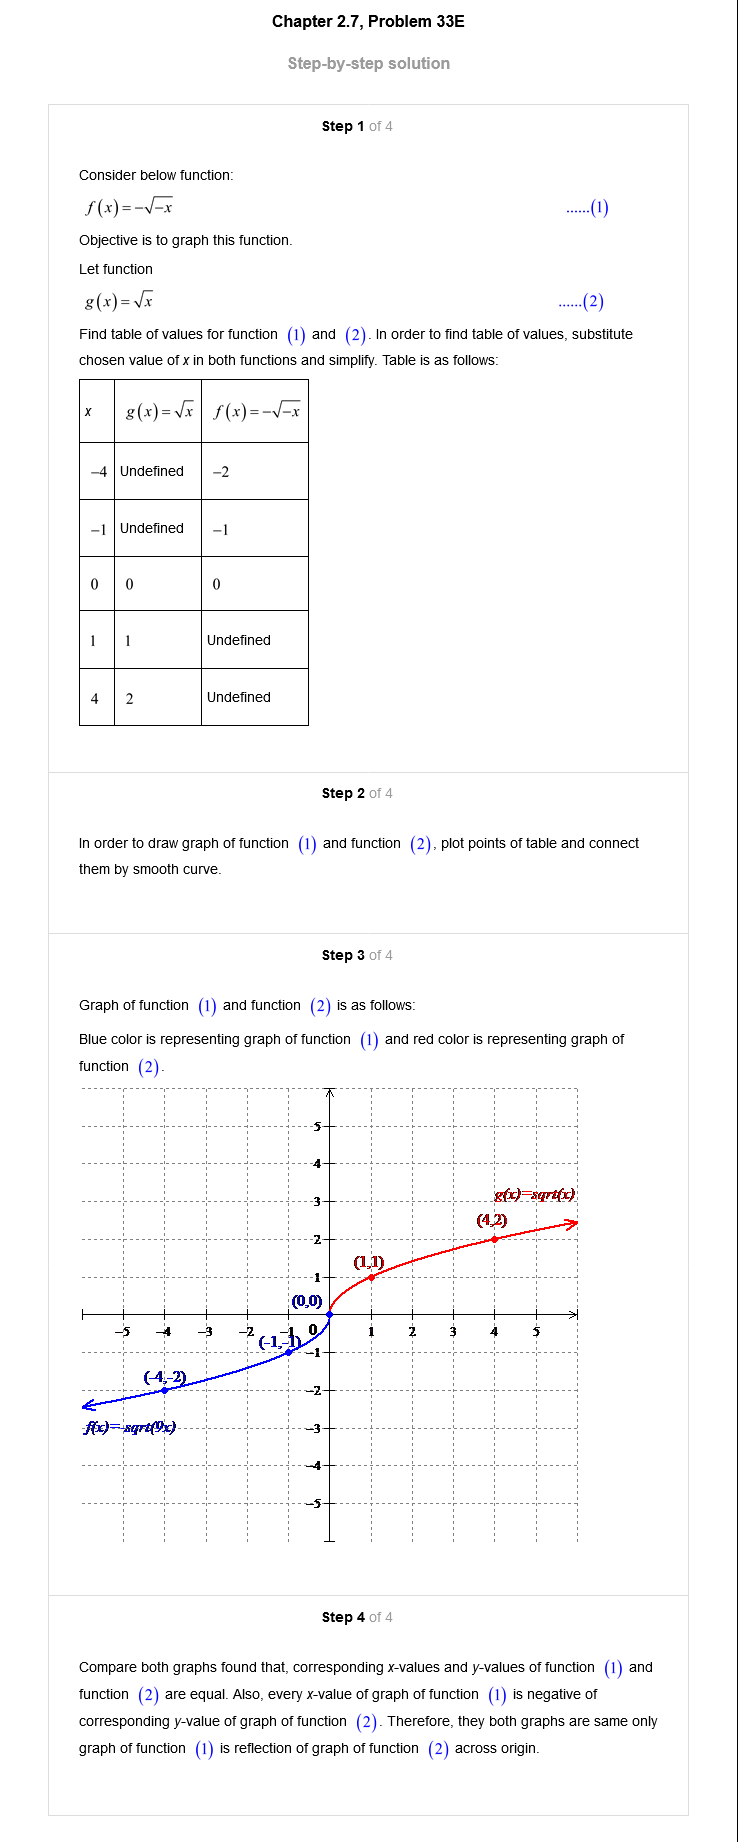 Chapter 2.7, Problem 33E
Step-by-step solution
Step 1 of 4
Consider below function:
f(x)=−√−x ......(1)
Objective is to graph this function.
Let function
g(x)=√x ......(2)
Find table of values for function (1) and (2). In order to find table of values, substitute
chosen value of x in both functions and simplify. Table is as follows:
x g(x)=√x f(x)=−√−x
−4 Undefined −2
−1 Undefined −1
0 0 0
1 1 Undefined
4 2 Undefined
Step 2 of 4
In order to draw graph of function (1) and function (2), plot points of table and connect
them by smooth curve.
Step 3 of 4
Graph of function (1) and function (2) is as follows:
Blue color is representing graph of function (1) and red color is representing graph of
function (2).
5
4
3
g(x)=sqrt(x)
(4,2)
2
(1,1)
1
(0,0)
−5 −4 −3 −2 −1 0 1 2 3 4 5
(-1,-1)
−1
(-4,-2)
−2
f(x)=-sqrt(9x)
−3
−4
−5
Step 4 of 4
Compare both graphs found that, corresponding x-values and y-values of function (1) and
function (2) are equal. Also, every x-value of graph of function (1) is negative of
corresponding y-value of graph of function (2). Therefore, they both graphs are same only
graph of function (1) is reflection of graph of function (2) across origin.